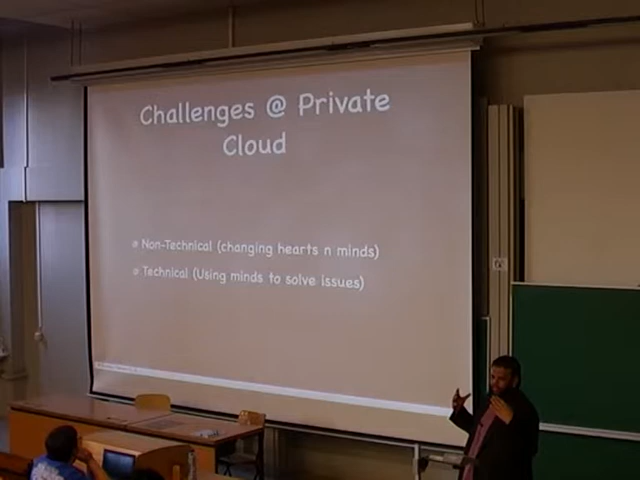 Challenges @ Private
Cloud
Non-Technical (changing hearts n minds)
Technical (Using minds to solve issues)